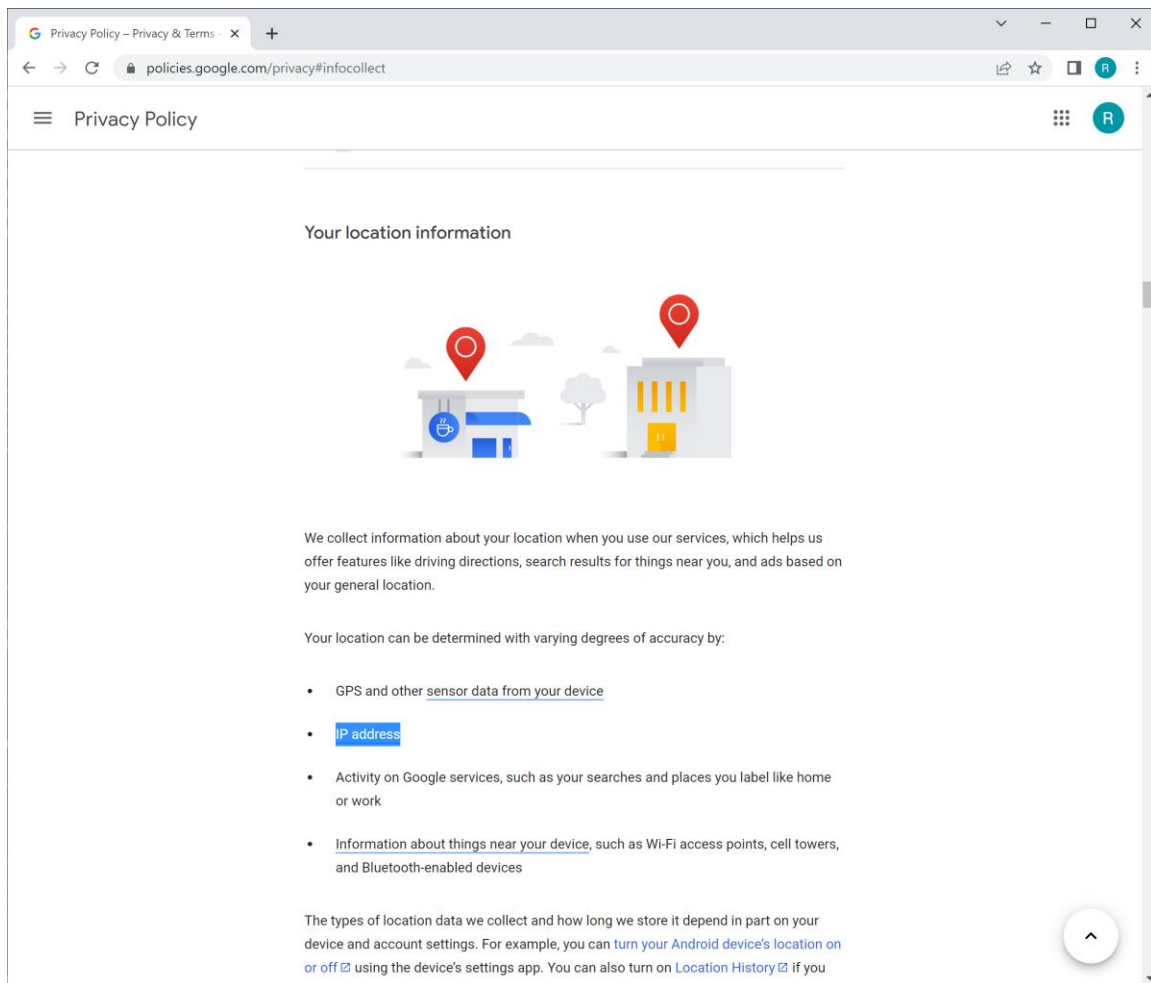 Privacy Policy – Privacy & Terms –
policies.google.com/privacy#infocollect
R
Privacy Policy
R
Your location information
We collect information about your location when you use our services, which helps us
offer features like driving directions, search results for things near you, and ads based on
your general location.
Your location can be determined with varying degrees of accuracy by:
• GPS and other sensor data from your device
• IP address
• Activity on Google services, such as your searches and places you label like home
or work
• Information about things near your device, such as Wi-Fi access points, cell towers,
and Bluetooth-enabled devices
The types of location data we collect and how long we store it depend in part on your
device and account settings. For example, you can turn your Android device's location on
or off using the device's settings app. You can also turn on Location History if you